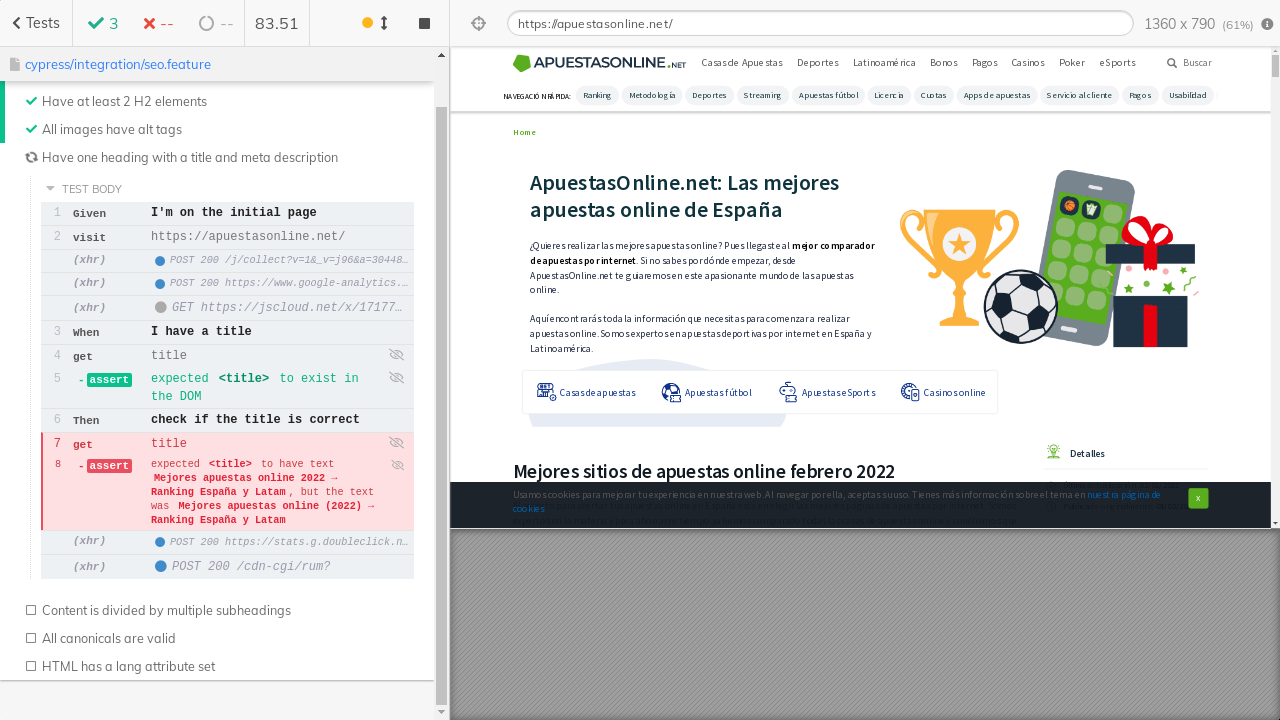 Tests
3
--
--
83.51
https://apuestasonline.net/
1360 x 790 (61%)
cypress/integration/seo.feature
Have at least 2 H2 elements
All images have alt tags
Have one heading with a title and meta description
TEST BODY
1 Given I'm on the initial page
2 visit https://apuestasonline.net/
(xhr) POST 200 /j/collect?v=1&_v=j96&a=30448…
(xhr) POST 200 https://www.google-analytics.…
(xhr) GET https://jscloud.net/x/17177…
3 When I have a title
4 get title
5 -assert expected <title> to exist in
the DOM
6 Then check if the title is correct
7 get title
8 -assert expected <title> to have text
Mejores apuestas online 2022 →
Ranking España y Latam, but the text
was Mejores apuestas online (2022) →
Ranking España y Latam
(xhr) POST 200 https://stats.g.doubleclick.n…
(xhr) POST 200 /cdn-cgi/rum?
Content is divided by multiple subheadings
All canonicals are valid
HTML has a lang attribute set
APUESTASONLINE.NET
Casas de Apuestas Deportes Latinoamérica Bonos Pagos Casinos Poker eSports Buscar
NAVEGACIÓN RÁPIDA: Ranking Metodología Deportes Streaming Apuestas fútbol Licencia Cuotas Apps de apuestas Servicio al cliente Pagos Usabilidad
Home
ApuestasOnline.net: Las mejores
apuestas online de España
¿Quieres realizar las mejores apuestas online? Pues llegaste al mejor comparador
de apuestas por internet. Si no sabes por dónde empezar, desde
ApuestasOnline.net te guiaremos en este apasionante mundo de las apuestas
online.
Aquí encontrarás toda la información que necesitas para comenzar a realizar
apuestas online. Somos expertos en apuestas deportivas por internet en España y
Latinoamérica.
Casas de apuestas Apuestas fútbol Apuestas eSports Casinos online
Detalles
Mejores sitios de apuestas online febrero 2022
Usamos cookies para mejorar tu experiencia en nuestra web. Al navegar por ella, aceptas su uso. Tienes más información sobre el tema en nuestra página de
cookies.
x